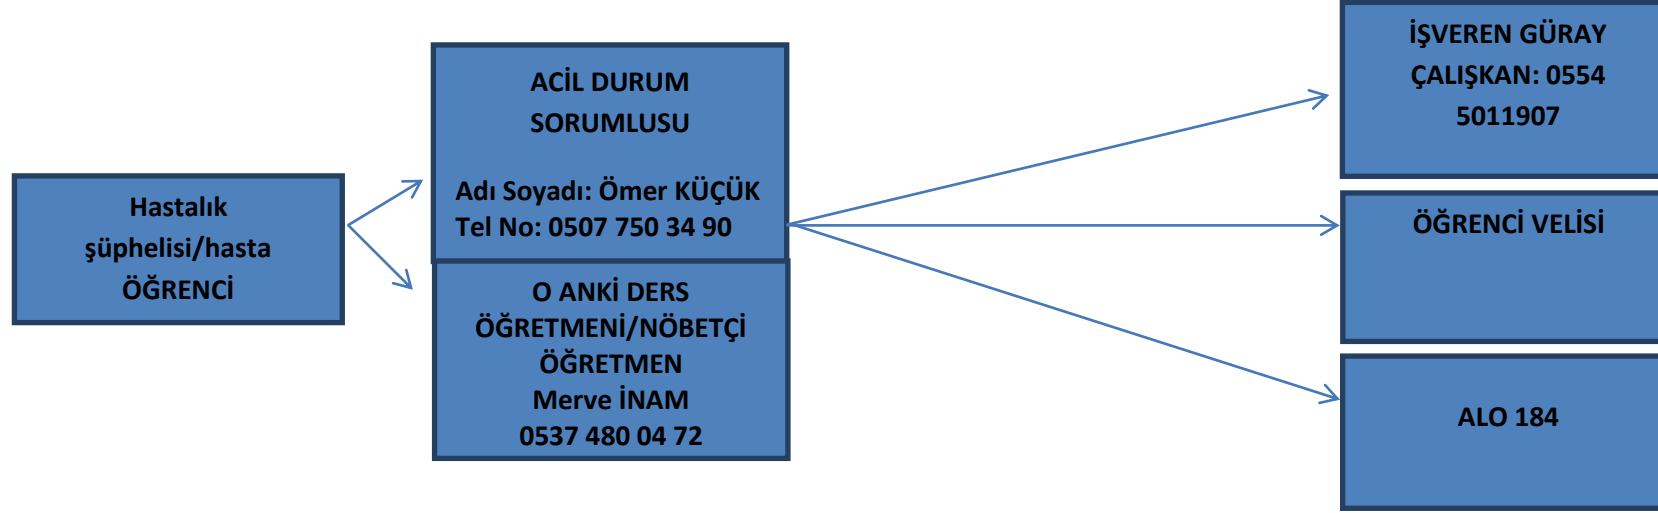 Hastalık
şüphelisi/hasta
ÖĞRENCİ
ACİL DURUM
SORUMLUSU
Adı Soyadı: Ömer KÜÇÜK
Tel No: 0507 750 34 90
O ANKİ DERS
ÖĞRETMENİ/NÖBETÇİ
ÖĞRETMEN
Merve İNAM
0537 480 04 72
İŞVEREN GÜRAY
ÇALIŞKAN: 0554
5011907
ÖĞRENCİ VELİSİ
ALO 184